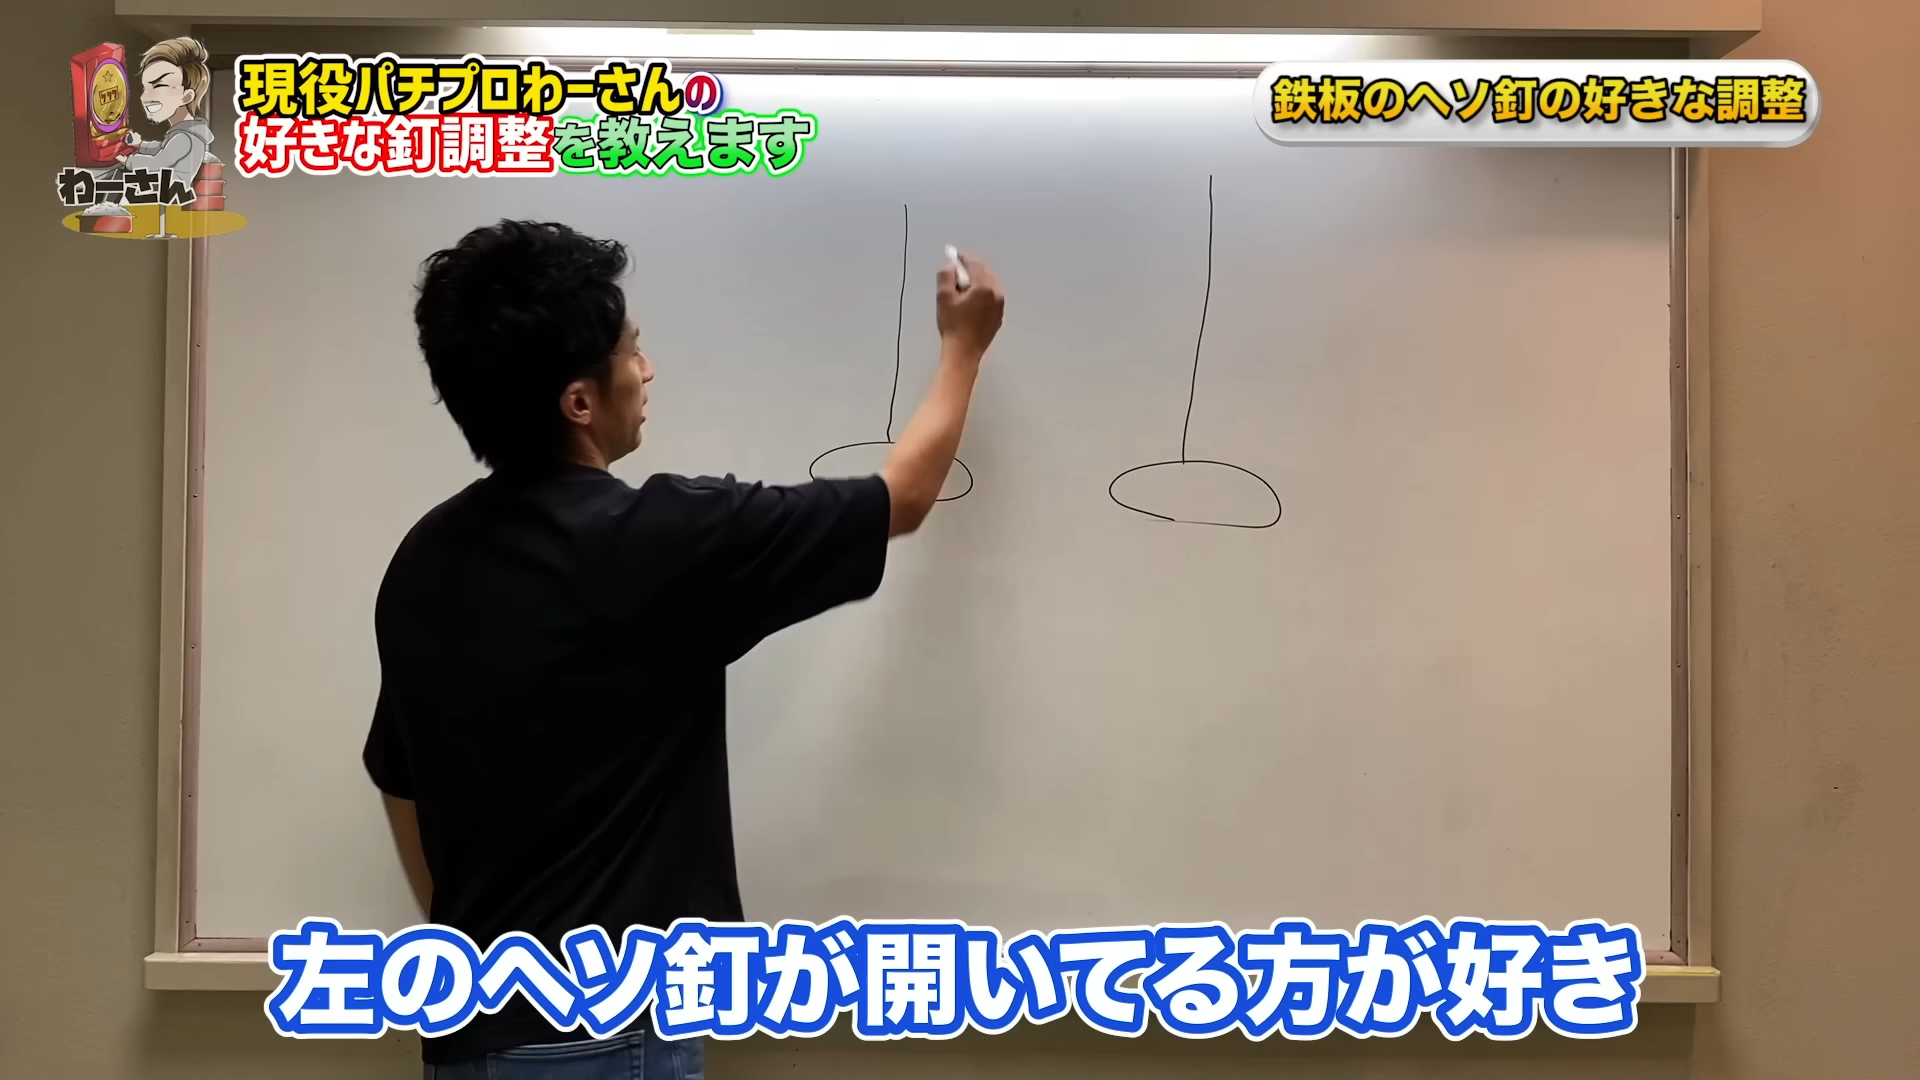 現役パチプロわーさんの
好きな釘調整を教えます
鉄板のヘソ釘の好きな調整
わーさん
左のヘソ釘が開いてる方が好き